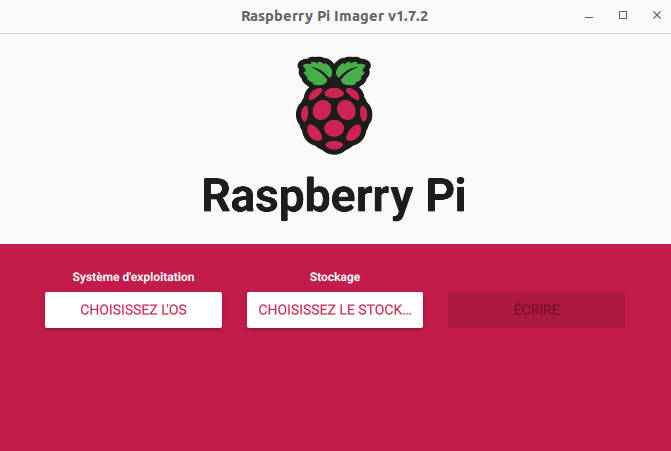 Raspberry Pi Imager v1.7.2
Raspberry Pi
Système d'exploitation
Stockage
CHOISISSEZ L'OS
CHOISISSEZ LE STOCK...
ÉCRIRE